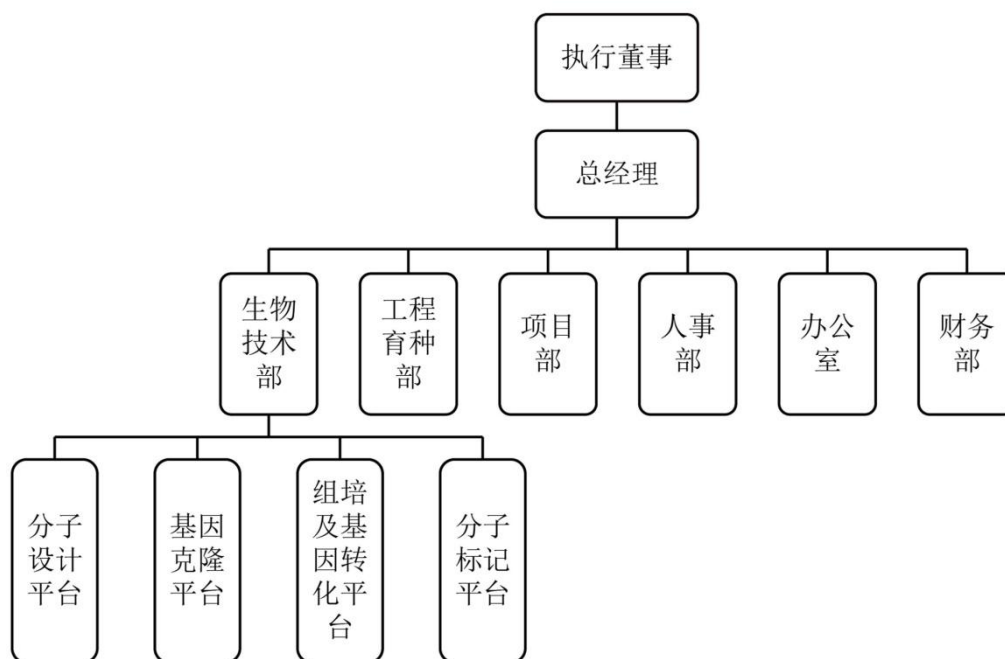 执行董事
总经理
生物
技术
部
工程
育种
部
项目
部
人事
部
办公
室
财务
部
分子
设计
平台
基因
克隆
平台
组培
及基
因转
化平
台
分子
标记
平台